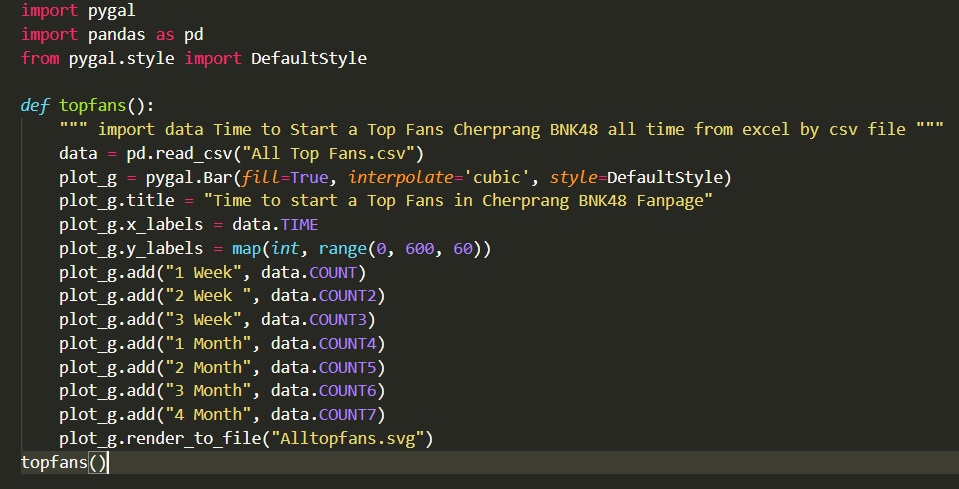 import pygal
import pandas as pd
from pygal.style import DefaultStyle

def topfans():
    """ import data Time to Start a Top Fans Cherprang BNK48 all time from excel by csv file """
    data = pd.read_csv("All Top Fans.csv")
    plot_g = pygal.Bar(fill=True, interpolate='cubic', style=DefaultStyle)
    plot_g.title = "Time to start a Top Fans in Cherprang BNK48 Fanpage"
    plot_g.x_labels = data.TIME
    plot_g.y_labels = map(int, range(0, 600, 60))
    plot_g.add("1 Week", data.COUNT)
    plot_g.add("2 Week ", data.COUNT2)
    plot_g.add("3 Week", data.COUNT3)
    plot_g.add("1 Month", data.COUNT4)
    plot_g.add("2 Month", data.COUNT5)
    plot_g.add("3 Month", data.COUNT6)
    plot_g.add("4 Month", data.COUNT7)
    plot_g.render_to_file("Alltopfans.svg")
topfans()